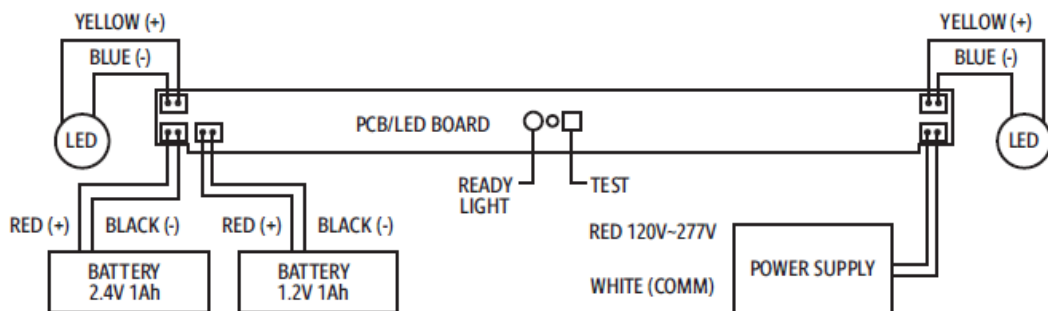 YELLOW (+)
YELLOW (+)
BLUE (-)
BLUE (-)
PCB/LED BOARD
LED
LED
READY
LIGHT
TEST
RED (+)
BLACK (-)
RED (+)
BLACK (-)
RED 120V~277V
BATTERY
2.4V 1Ah
BATTERY
1.2V 1Ah
WHITE (COMM)
POWER SUPPLY